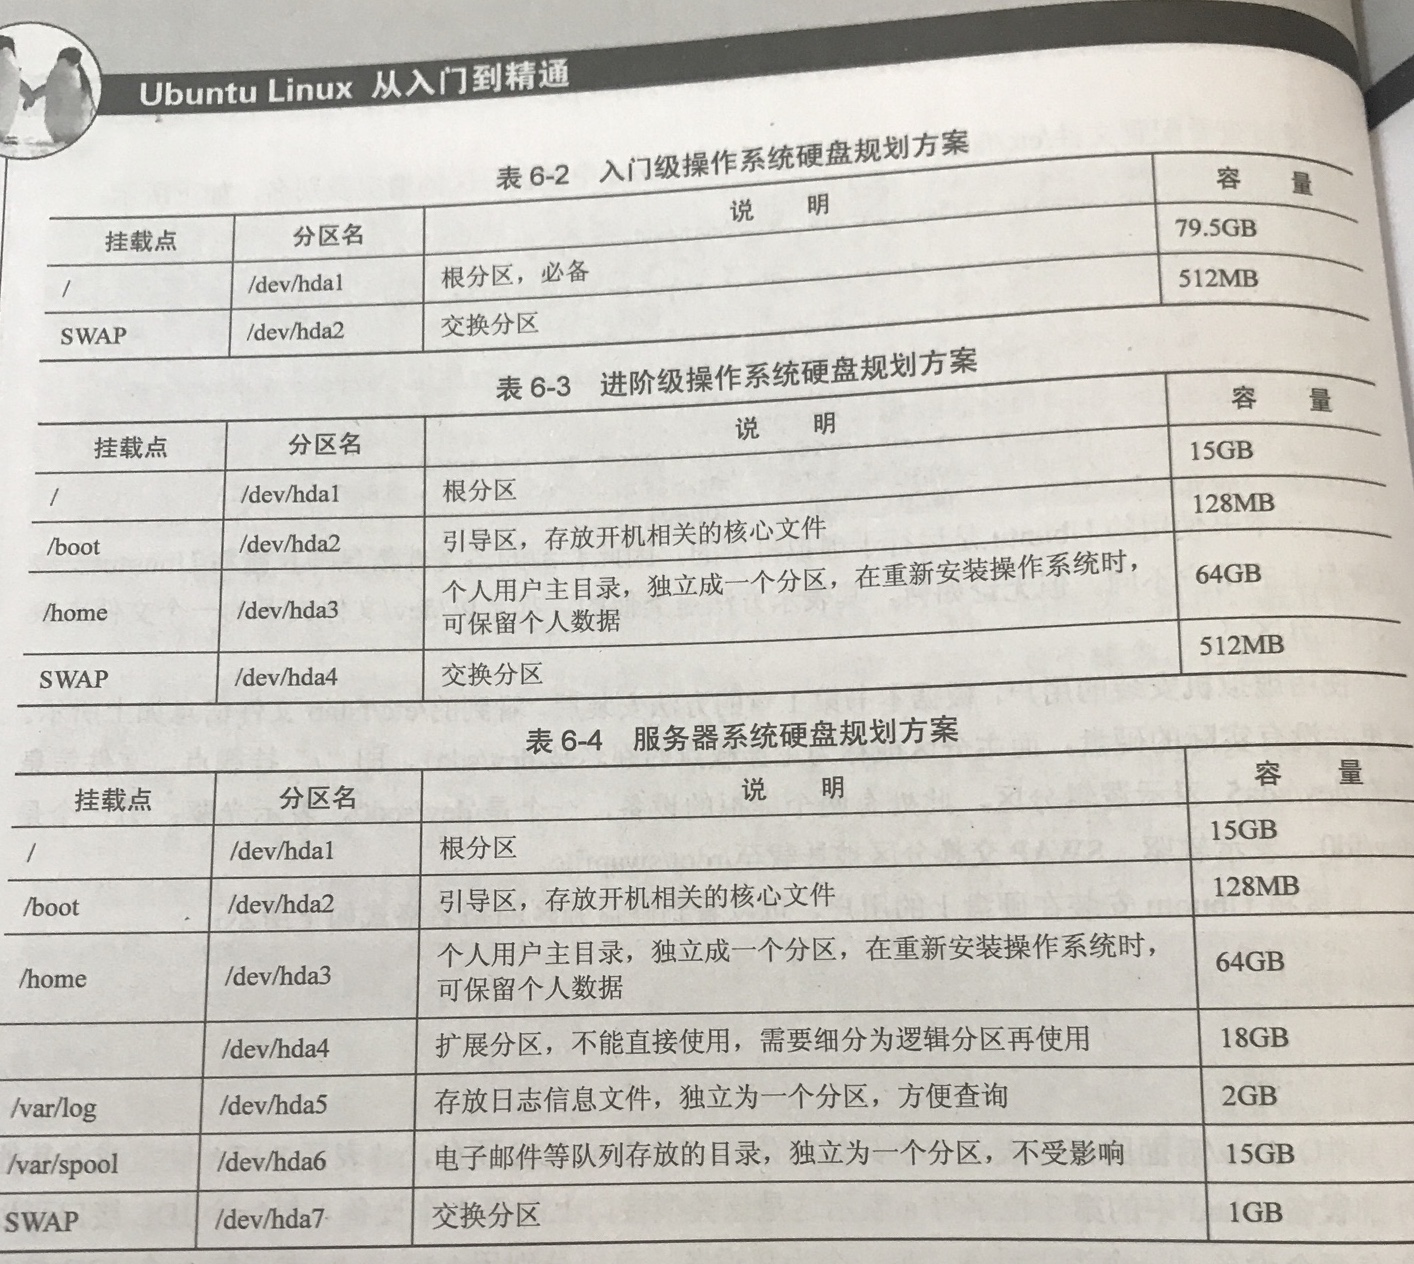 Ubuntu Linux 从入门到精通
表 6-2 入门级操作系统硬盘规划方案
挂载点 分区名 说 明 容 量
/ /dev/hda1 根分区，必备 79.5GB
SWAP /dev/hda2 交换分区 512MB
表 6-3 进阶级操作系统硬盘规划方案
挂载点 分区名 说 明 容 量
/ /dev/hda1 根分区 15GB
/boot /dev/hda2 引导区，存放开机相关的核心文件 128MB
/home /dev/hda3 个人用户主目录，独立成一个分区，在重新安装操作系统时， 64GB
可保留个人数据
SWAP /dev/hda4 交换分区 512MB
表 6-4 服务器系统硬盘规划方案
挂载点 分区名 说 明 容 量
/ /dev/hda1 根分区 15GB
/boot /dev/hda2 引导区，存放开机相关的核心文件 128MB
/home /dev/hda3 个人用户主目录，独立成一个分区，在重新安装操作系统时， 64GB
可保留个人数据
/dev/hda4 扩展分区，不能直接使用，需要细分为逻辑分区再使用 18GB
/var/log /dev/hda5 存放日志信息文件，独立为一个分区，方便查询 2GB
/var/spool /dev/hda6 电子邮件等队列存放的目录，独立为一个分区，不受影响 15GB
SWAP /dev/hda7 交换分区 1GB